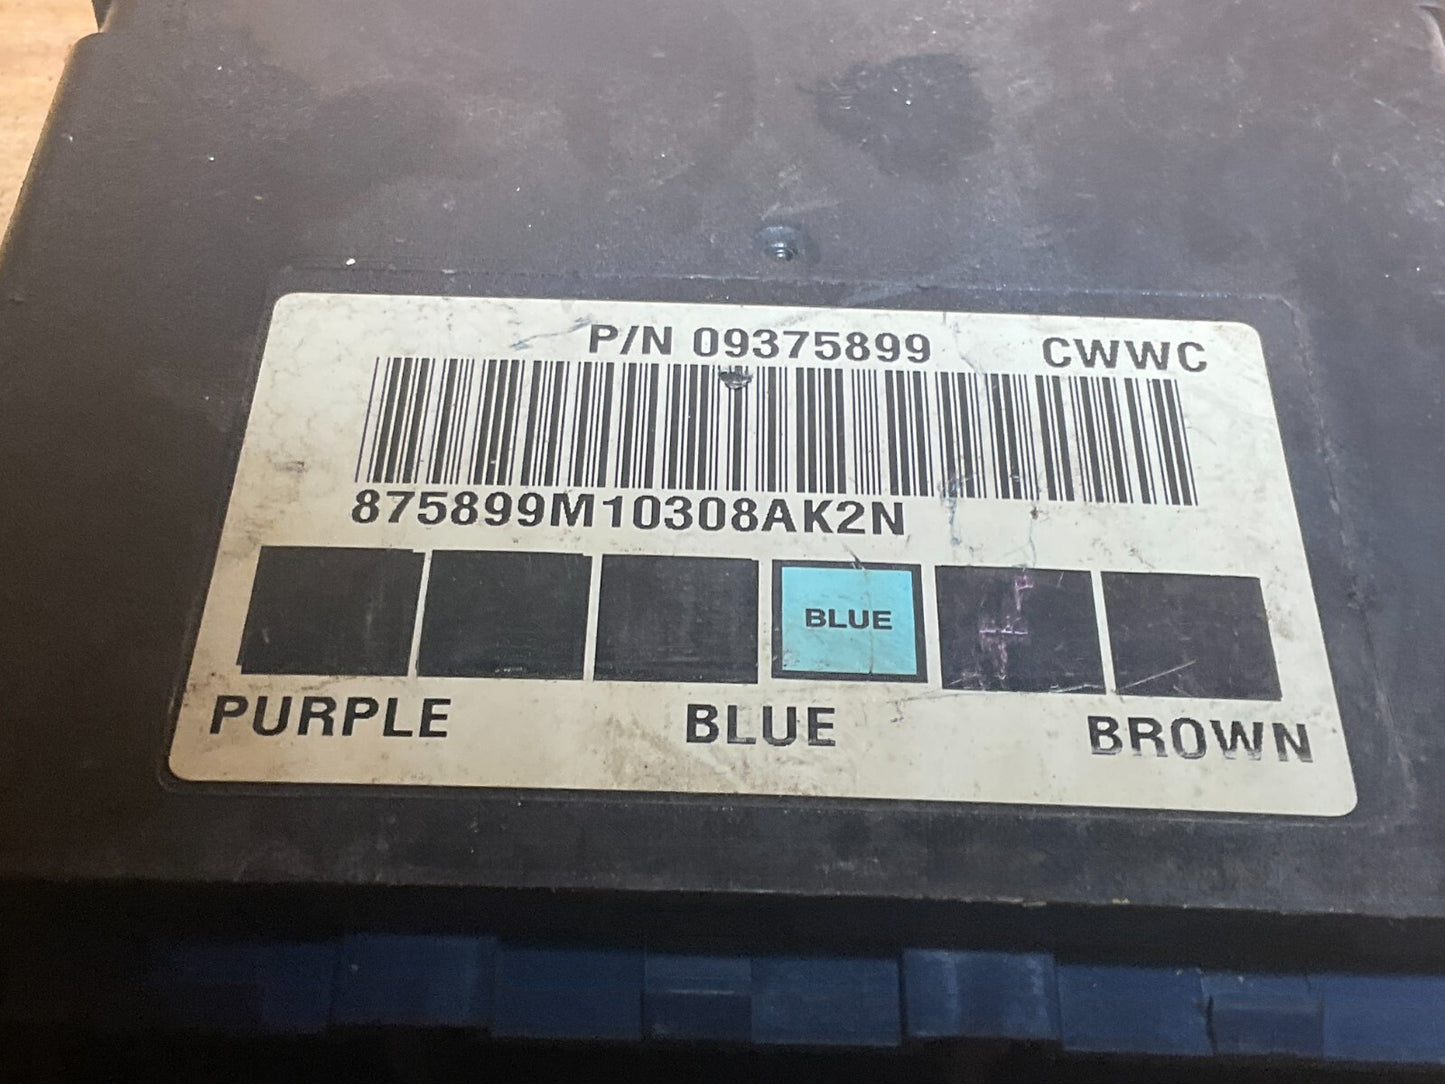 P/N 09375899 CWWC
875899M10308AK2N
BLUE
PURPLE BLUE BROWN